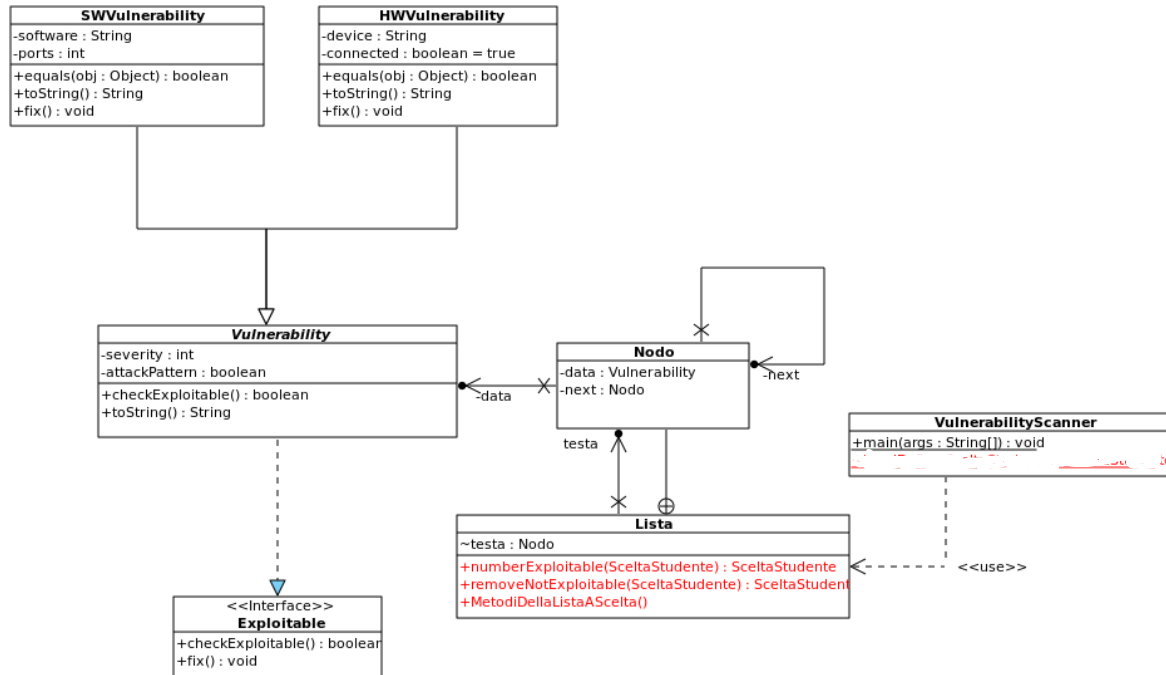 SWVulnerability
-software : String
-ports : int
+equals(obj : Object) : boolean
+toString() : String
+fix() : void
HWVulnerability
-device : String
-connected : boolean = true
+equals(obj : Object) : boolean
+toString() : String
+fix() : void
Vulnerability
-severity : int
-attackPattern : boolean
+checkExploitable() : boolean
+toString() : String
-data
Nodo
-data : Vulnerability
-next : Nodo
-next
testa
VulnerabilityScanner
+main(args : String[]) : void
Lista
~testa : Nodo
+numberExploitable(SceltaStudente) : SceltaStudente
+removeNotExploitable(SceltaStudente) : SceltaStudent
+MetodiDellaListaAScelta()
<<use>>
<<Interface>>
Exploitable
+checkExploitable() : boolean
+fix() : void